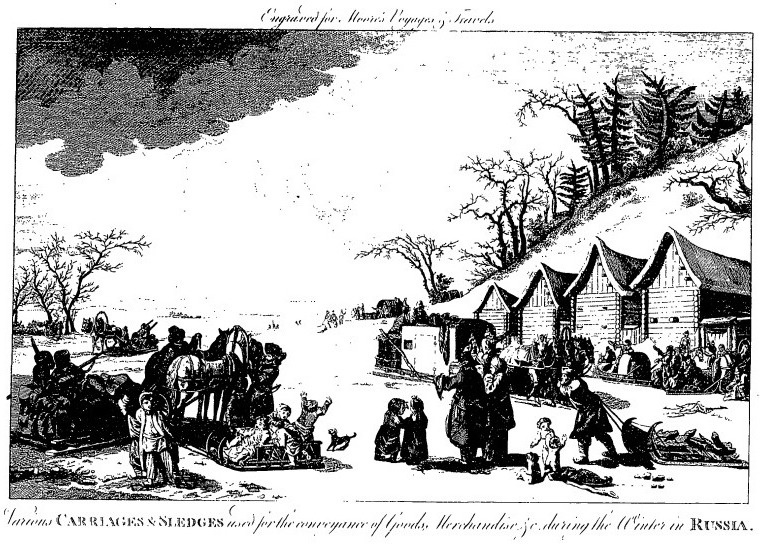 Engraved for Moore's Voyages & Travels
Various CARRIAGES & SLEDGES used for the conveyance of Goods, Merchandise, &c. during the Winter in RUSSIA.